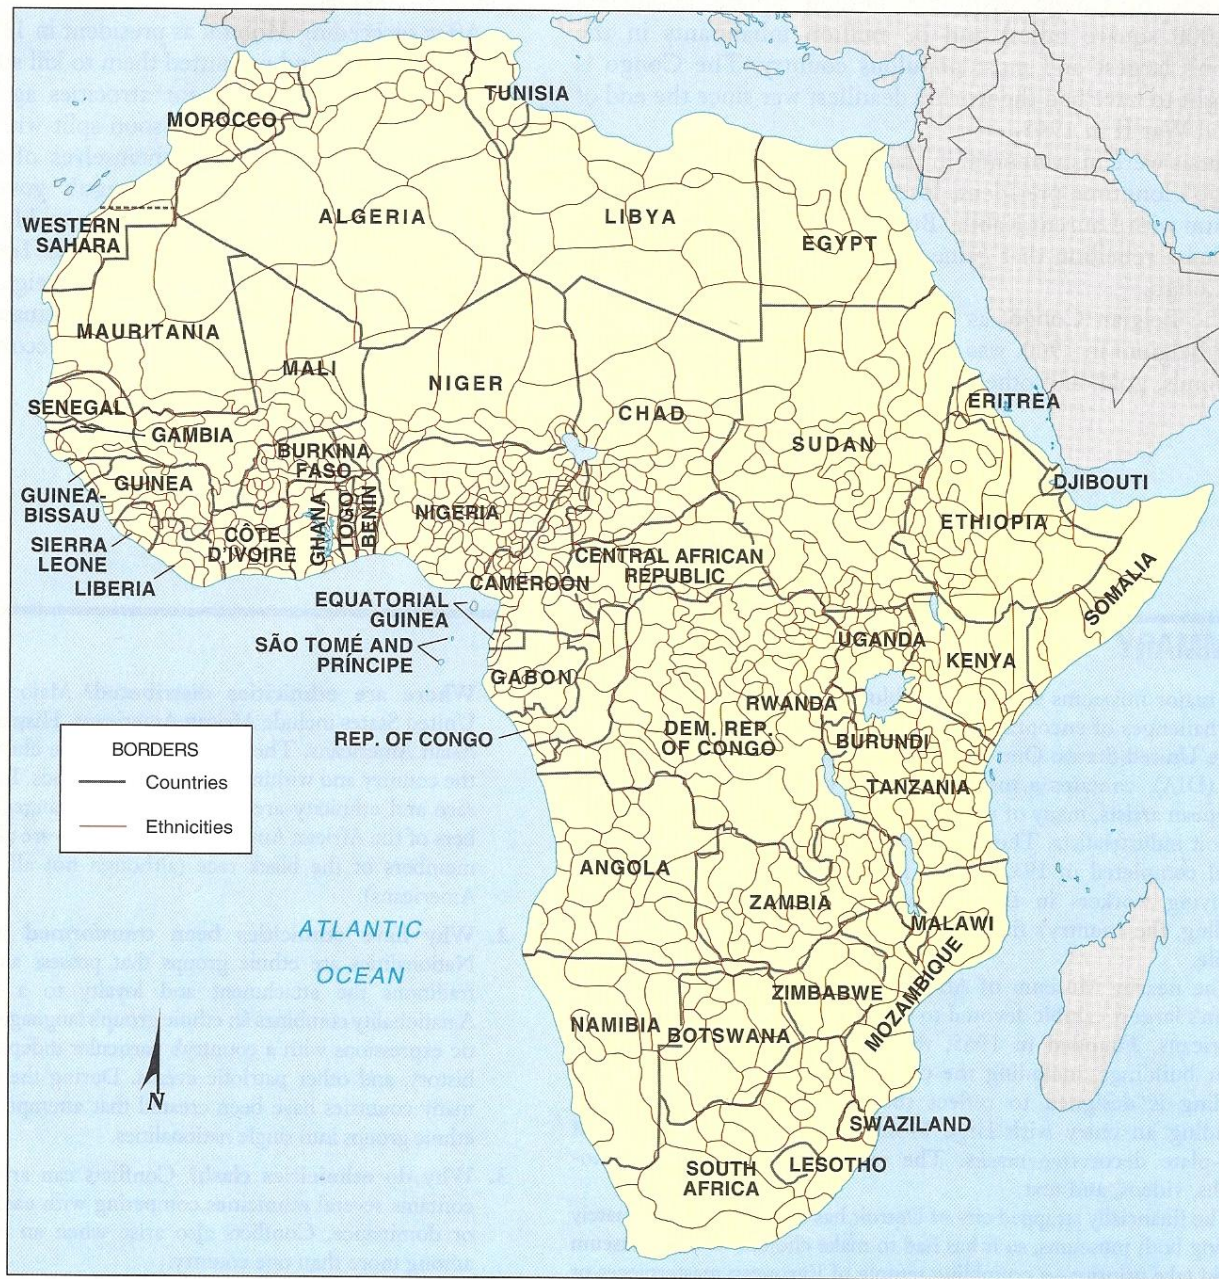 TUNISIA
MOROCCO
ALGERIA
LIBYA
EGYPT
WESTERN
SAHARA
MAURITANIA
MALI
NIGER
CHAD
SUDAN
ERITREA
SENEGAL
GAMBIA
BURKINA
FASO
DJIBOUTI
GUINEA
GUINEA-
BISSAU
NIGERIA
ETHIOPIA
GHANA
TOGO
BENIN
CÔTE
D'IVOIRE
SIERRA
LEONE
LIBERIA
CENTRAL AFRICAN
REPUBLIC
CAMEROON
SOMALIA
EQUATORIAL
GUINEA
SÃO TOMÉ AND
PRÍNCIPE
UGANDA
KENYA
GABON
RWANDA
REP. OF CONGO
DEM. REP.
OF CONGO
BURUNDI
TANZANIA
BORDERS
Countries
Ethnicities
ANGOLA
ZAMBIA
MALAWI
ATLANTIC
OCEAN
MOZAMBIQUE
ZIMBABWE
NAMIBIA
BOTSWANA
N
SWAZILAND
LESOTHO
SOUTH
AFRICA